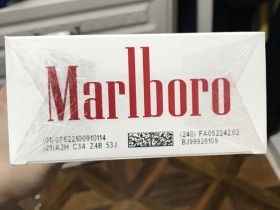 Marlboro
(01)07622100910114
(21)A2H C34 Z4B 53J
(240) FA05224202
BJ99926109